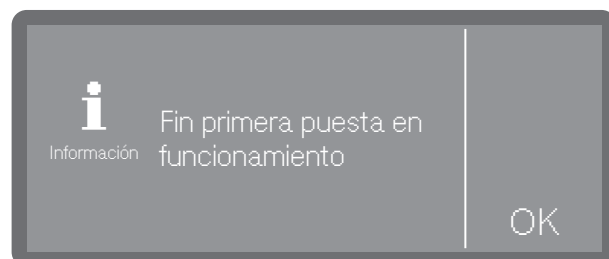 Información
Fin primera puesta en
funcionamiento
OK